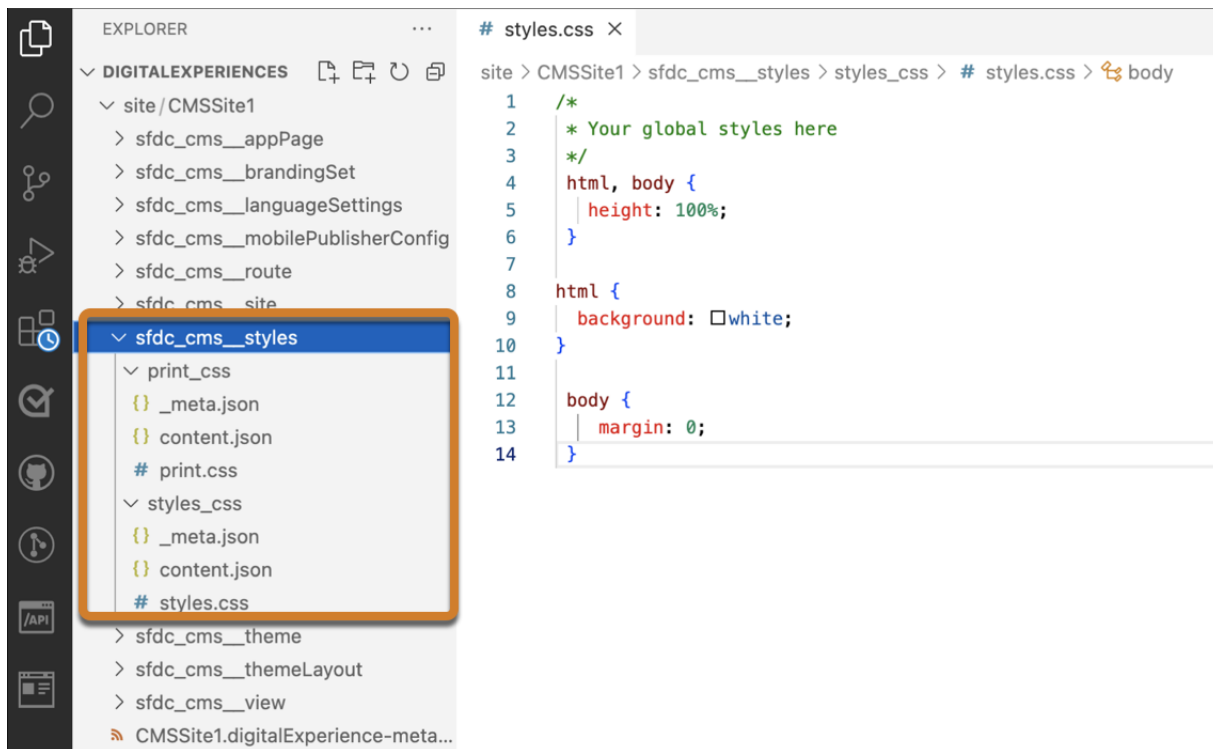 EXPLORER ...
# styles.css ×
DIGITALEXPERIENCES
site > CMSSite1 > sfdc_cms__styles > styles_css > # styles.css > body
site/CMSSite1
sfdc_cms__appPage
sfdc_cms__brandingSet
sfdc_cms__languageSettings
sfdc_cms__mobilePublisherConfig
sfdc_cms__route
sfdc_cms__site
sfdc_cms__styles
print_css
{} _meta.json
{} content.json
# print.css
styles_css
{} _meta.json
{} content.json
# styles.css
sfdc_cms__theme
sfdc_cms__themeLayout
sfdc_cms__view
CMSSite1.digitalExperience-meta...
/API
1 /*
2 * Your global styles here
3 */
4 html, body {
5 height: 100%;
6 }
7
8 html {
9 background: white;
10 }
11
12 body {
13 margin: 0;
14 }